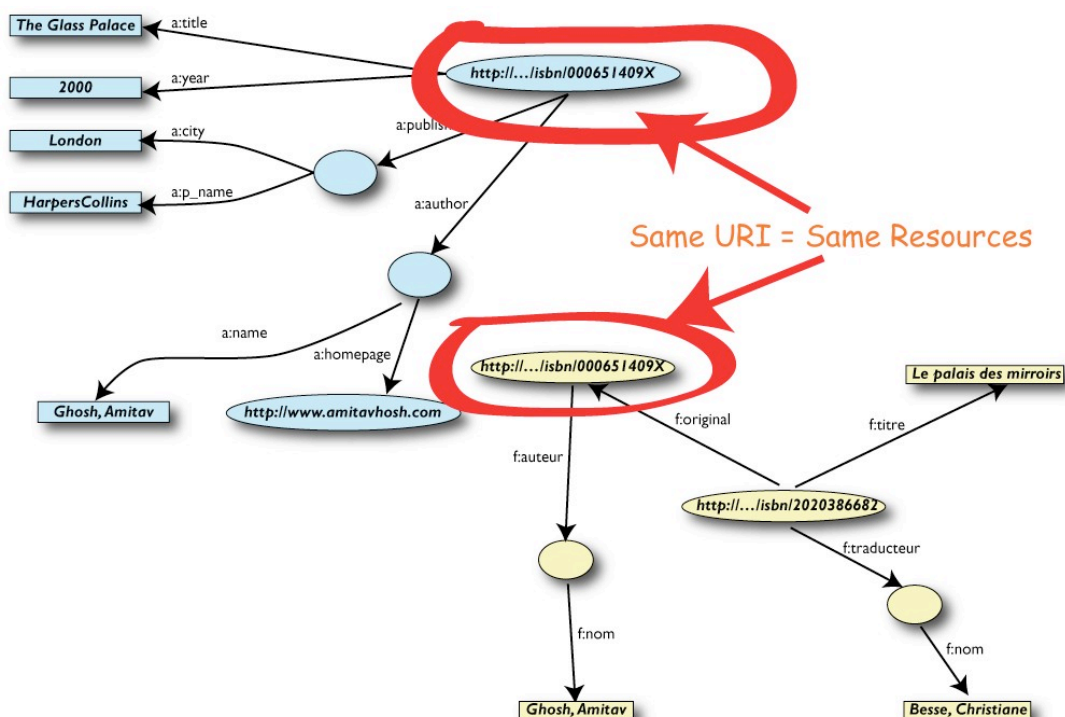 The Glass Palace
a:title
http://…/isbn/000651409X
2000
a:year
London
a:city
a:publish
HarpersCollins
a:p_name
a:author
Same URI = Same Resources
a:name
a:homepage
http://…/isbn/000651409X
Le palais des mirroirs
Ghosh, Amitav
http://www.amitavhosh.com
f:original
f:titre
f:auteur
http://…/isbn/2020386682
f:traducteur
f:nom
f:nom
Ghosh, Amitav
Besse, Christiane